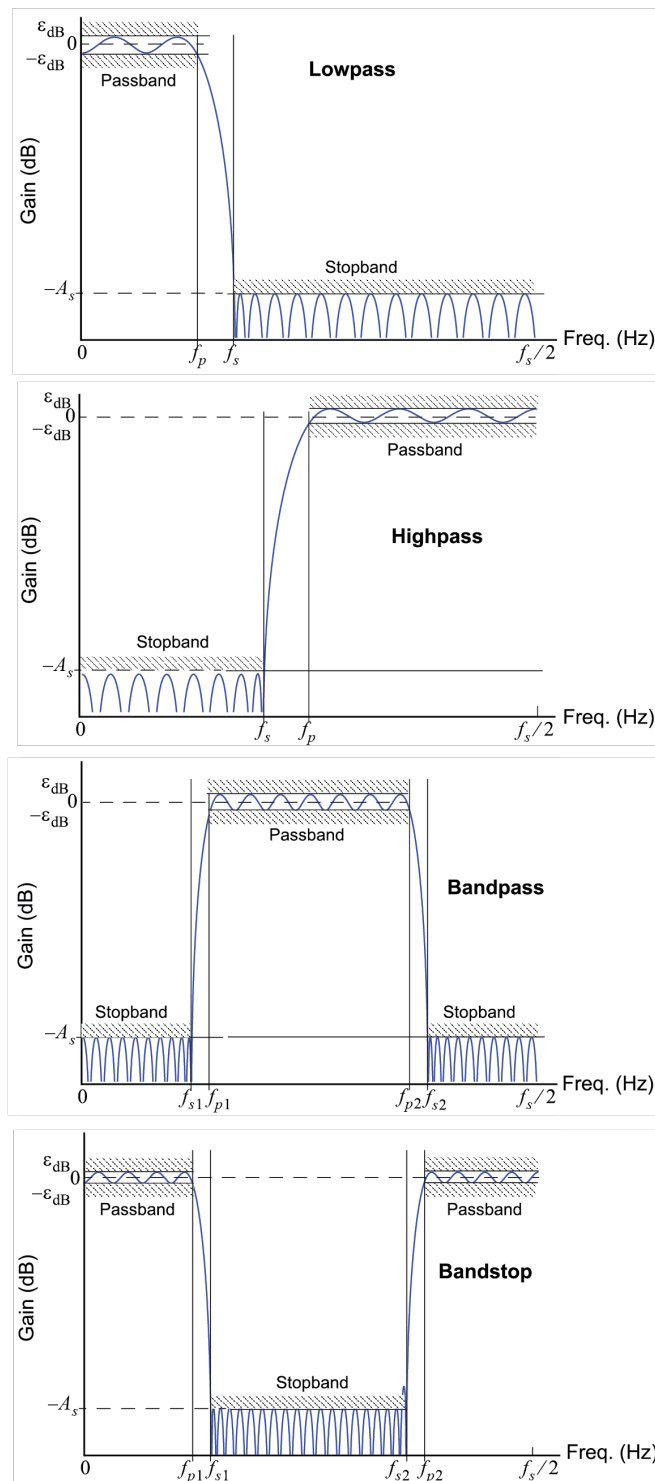 ε_dB
0
−ε_dB
Passband
Lowpass
Gain (dB)
Stopband
−A_s
Freq. (Hz)
0
f_p
f_s
f_s/2
ε_dB
0
−ε_dB
Passband
Gain (dB)
Highpass
Stopband
−A_s
Freq. (Hz)
0
f_s
f_p
f_s/2
ε_dB
0
−ε_dB
Passband
Bandpass
Gain (dB)
Stopband
Stopband
−A_s
Freq. (Hz)
0
f_s1
f_p1
f_p2
f_s2
f_s/2
ε_dB
0
−ε_dB
Passband
Passband
Bandstop
Gain (dB)
Stopband
−A_s
Freq. (Hz)
0
f_p1
f_s1
f_s2
f_p2
f_s/2